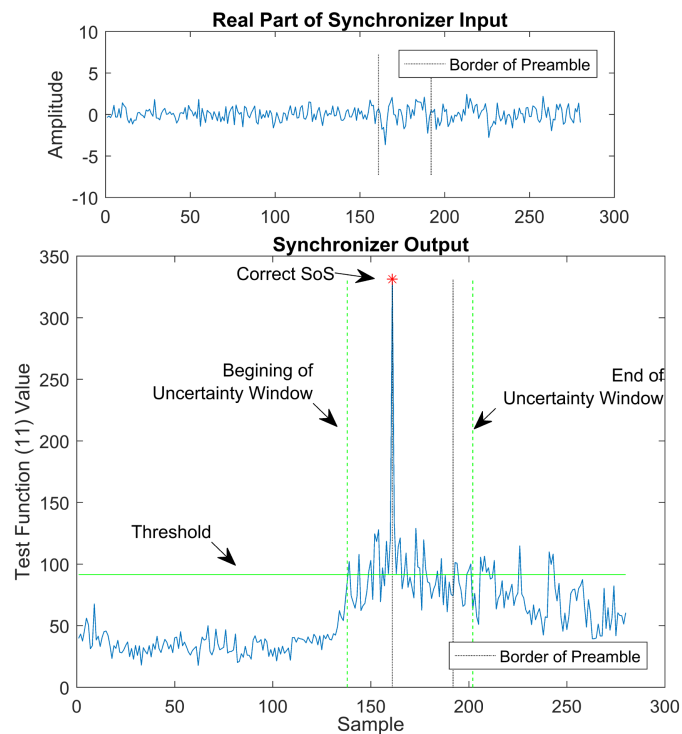 Real Part of Synchronizer Input
10
5
0
-5
-10
Amplitude
Border of Preamble
0 50 100 150 200 250 300
Synchronizer Output
350
300
250
200
150
100
50
0
Test Function (11) Value
Correct SoS
Begining of
Uncertainty Window
End of
Uncertainty Window
Threshold
Border of Preamble
0 50 100 150 200 250 300
Sample